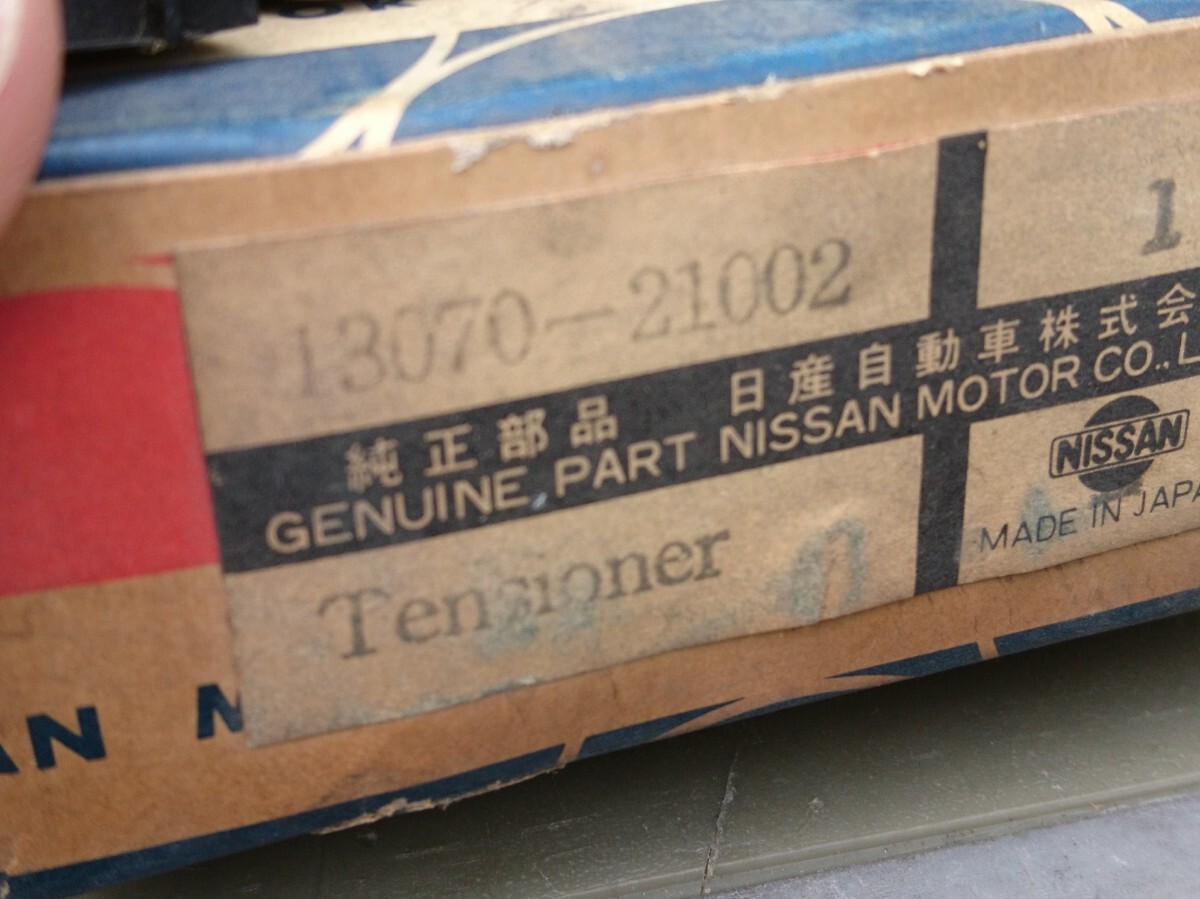 13070-21002
1
純正部品 日産自動車株式会
GENUINE PART NISSAN MOTOR CO., L
Tensioner
NISSAN
MADE IN JAPA
AN M